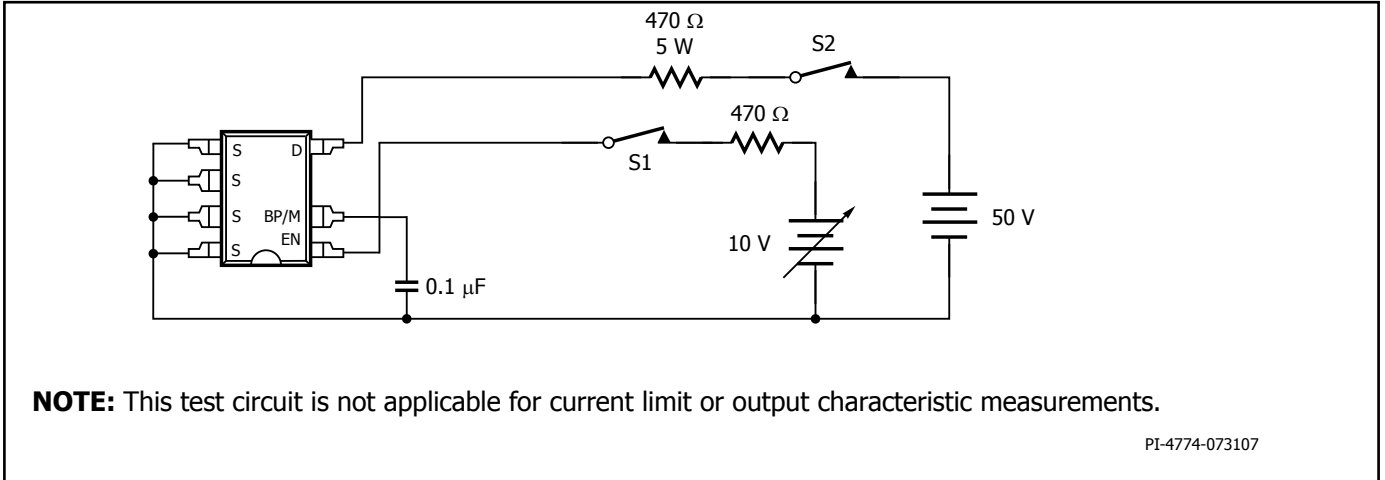 470 Ω
5 W
S2
470 Ω
S1
S D
S
S BP/M
EN
S
50 V
10 V
0.1 μF
NOTE: This test circuit is not applicable for current limit or output characteristic measurements.
PI-4774-073107